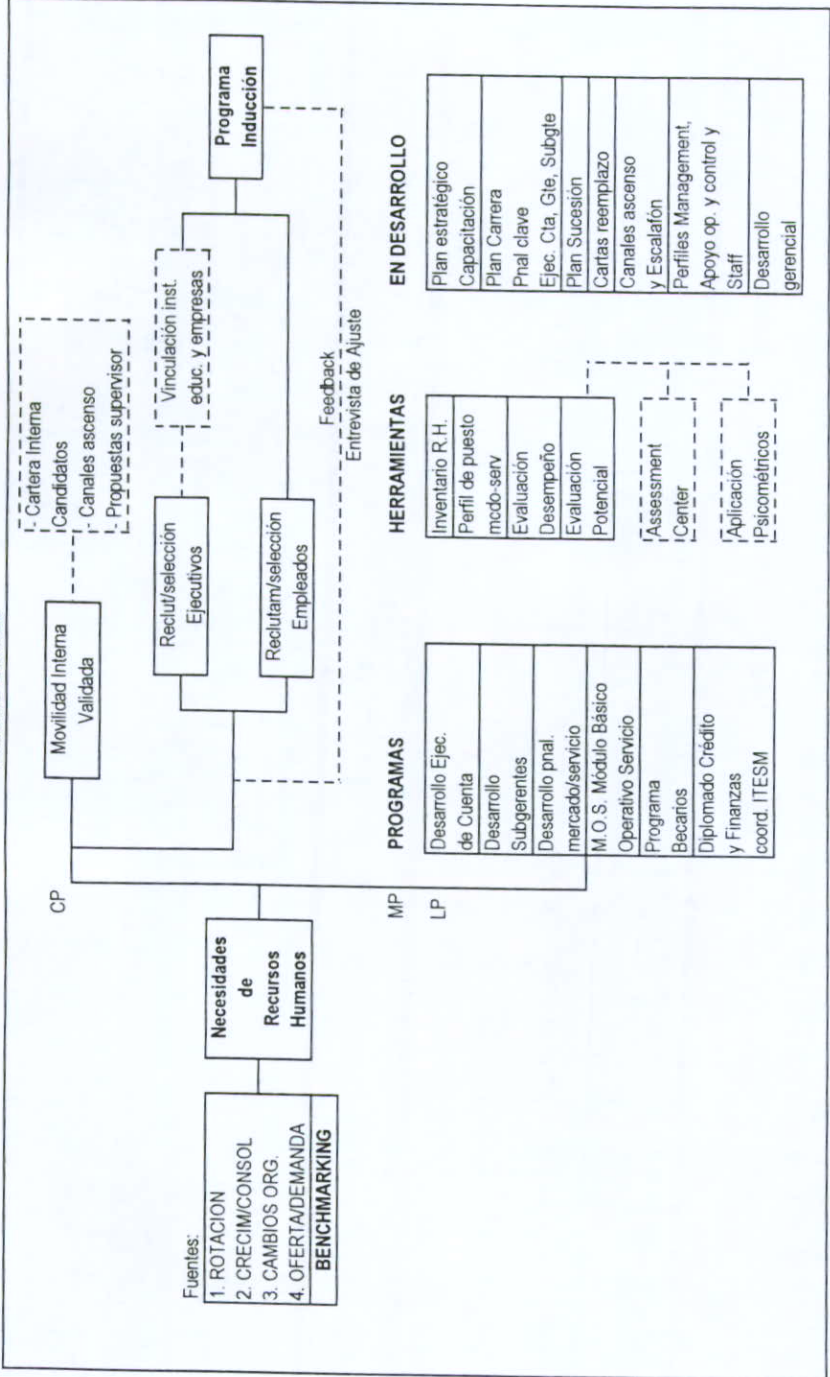 Fuentes:
1. ROTACION
2. CRECIM/CONSOL
3. CAMBIOS ORG.
4. OFERTA/DEMANDA
BENCHMARKING
Necesidades
de
Recursos
Humanos
CP
Movilidad Interna
Validada
- Cartera Interna
Candidatos
- Canales ascenso
- Propuestas supervisor
Reclut/selección
Ejecutivos
Vinculación inst.
educ. y empresas
Reclutam/selección
Empleados
Programa
Inducción
Feedback
Entrevista de Ajuste
MP
LP
PROGRAMAS
Desarrollo Ejec.
de Cuenta
Desarrollo
Subgerentes
Desarrollo pnal.
mercado/servicio
M.O.S. Módulo Básico
Operativo Servicio
Programa
Becarios
Diplomado Crédito
y Finanzas
coord. ITESM
HERRAMIENTAS
Inventario R.H.
Perfil de puesto
mcdo-serv
Evaluación
Desempeño
Evaluación
Potencial
Assessment
Center
Aplicación
Psicométricos
EN DESARROLLO
Plan estratégico
Capacitación
Plan Carrera
Pnal clave
Ejec. Cta, Gte, Subgte
Plan Sucesión
Cartas reemplazo
Canales ascenso
y Escalafón
Perfiles Management,
Apoyo op. y control y
Staff
Desarrollo
gerencial